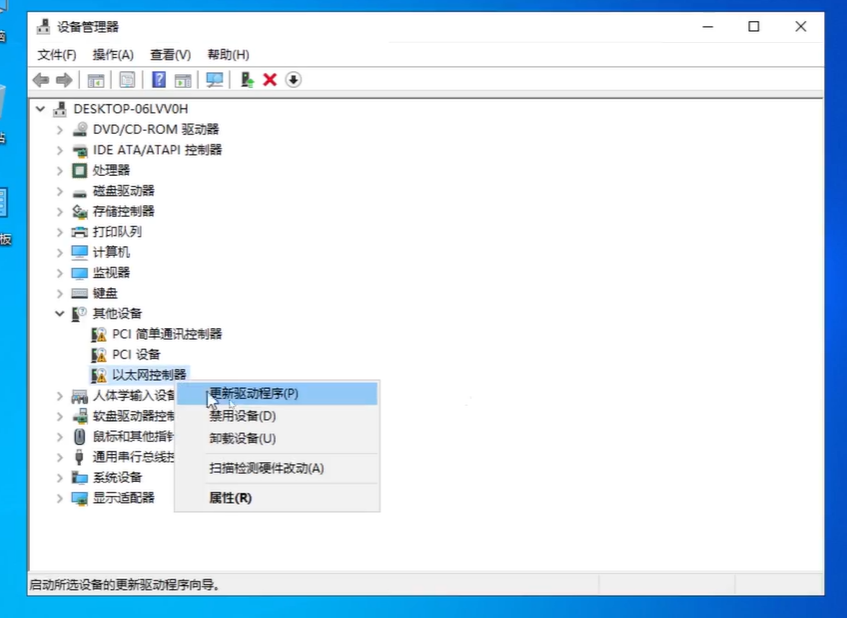 设备管理器
文件(F) 操作(A) 查看(V) 帮助(H)
DESKTOP-06LVV0H
DVD/CD-ROM 驱动器
IDE ATA/ATAPI 控制器
处理器
磁盘驱动器
存储控制器
打印队列
计算机
监视器
键盘
其他设备
PCI 简单通讯控制器
PCI 设备
以太网控制器
人体学输入设备
软盘驱动器控制
鼠标和其他指针
通用串行总线控
系统设备
显示适配器
更新驱动程序(P)
禁用设备(D)
卸载设备(U)
扫描检测硬件改动(A)
属性(R)
启动所选设备的更新驱动程序向导。
板